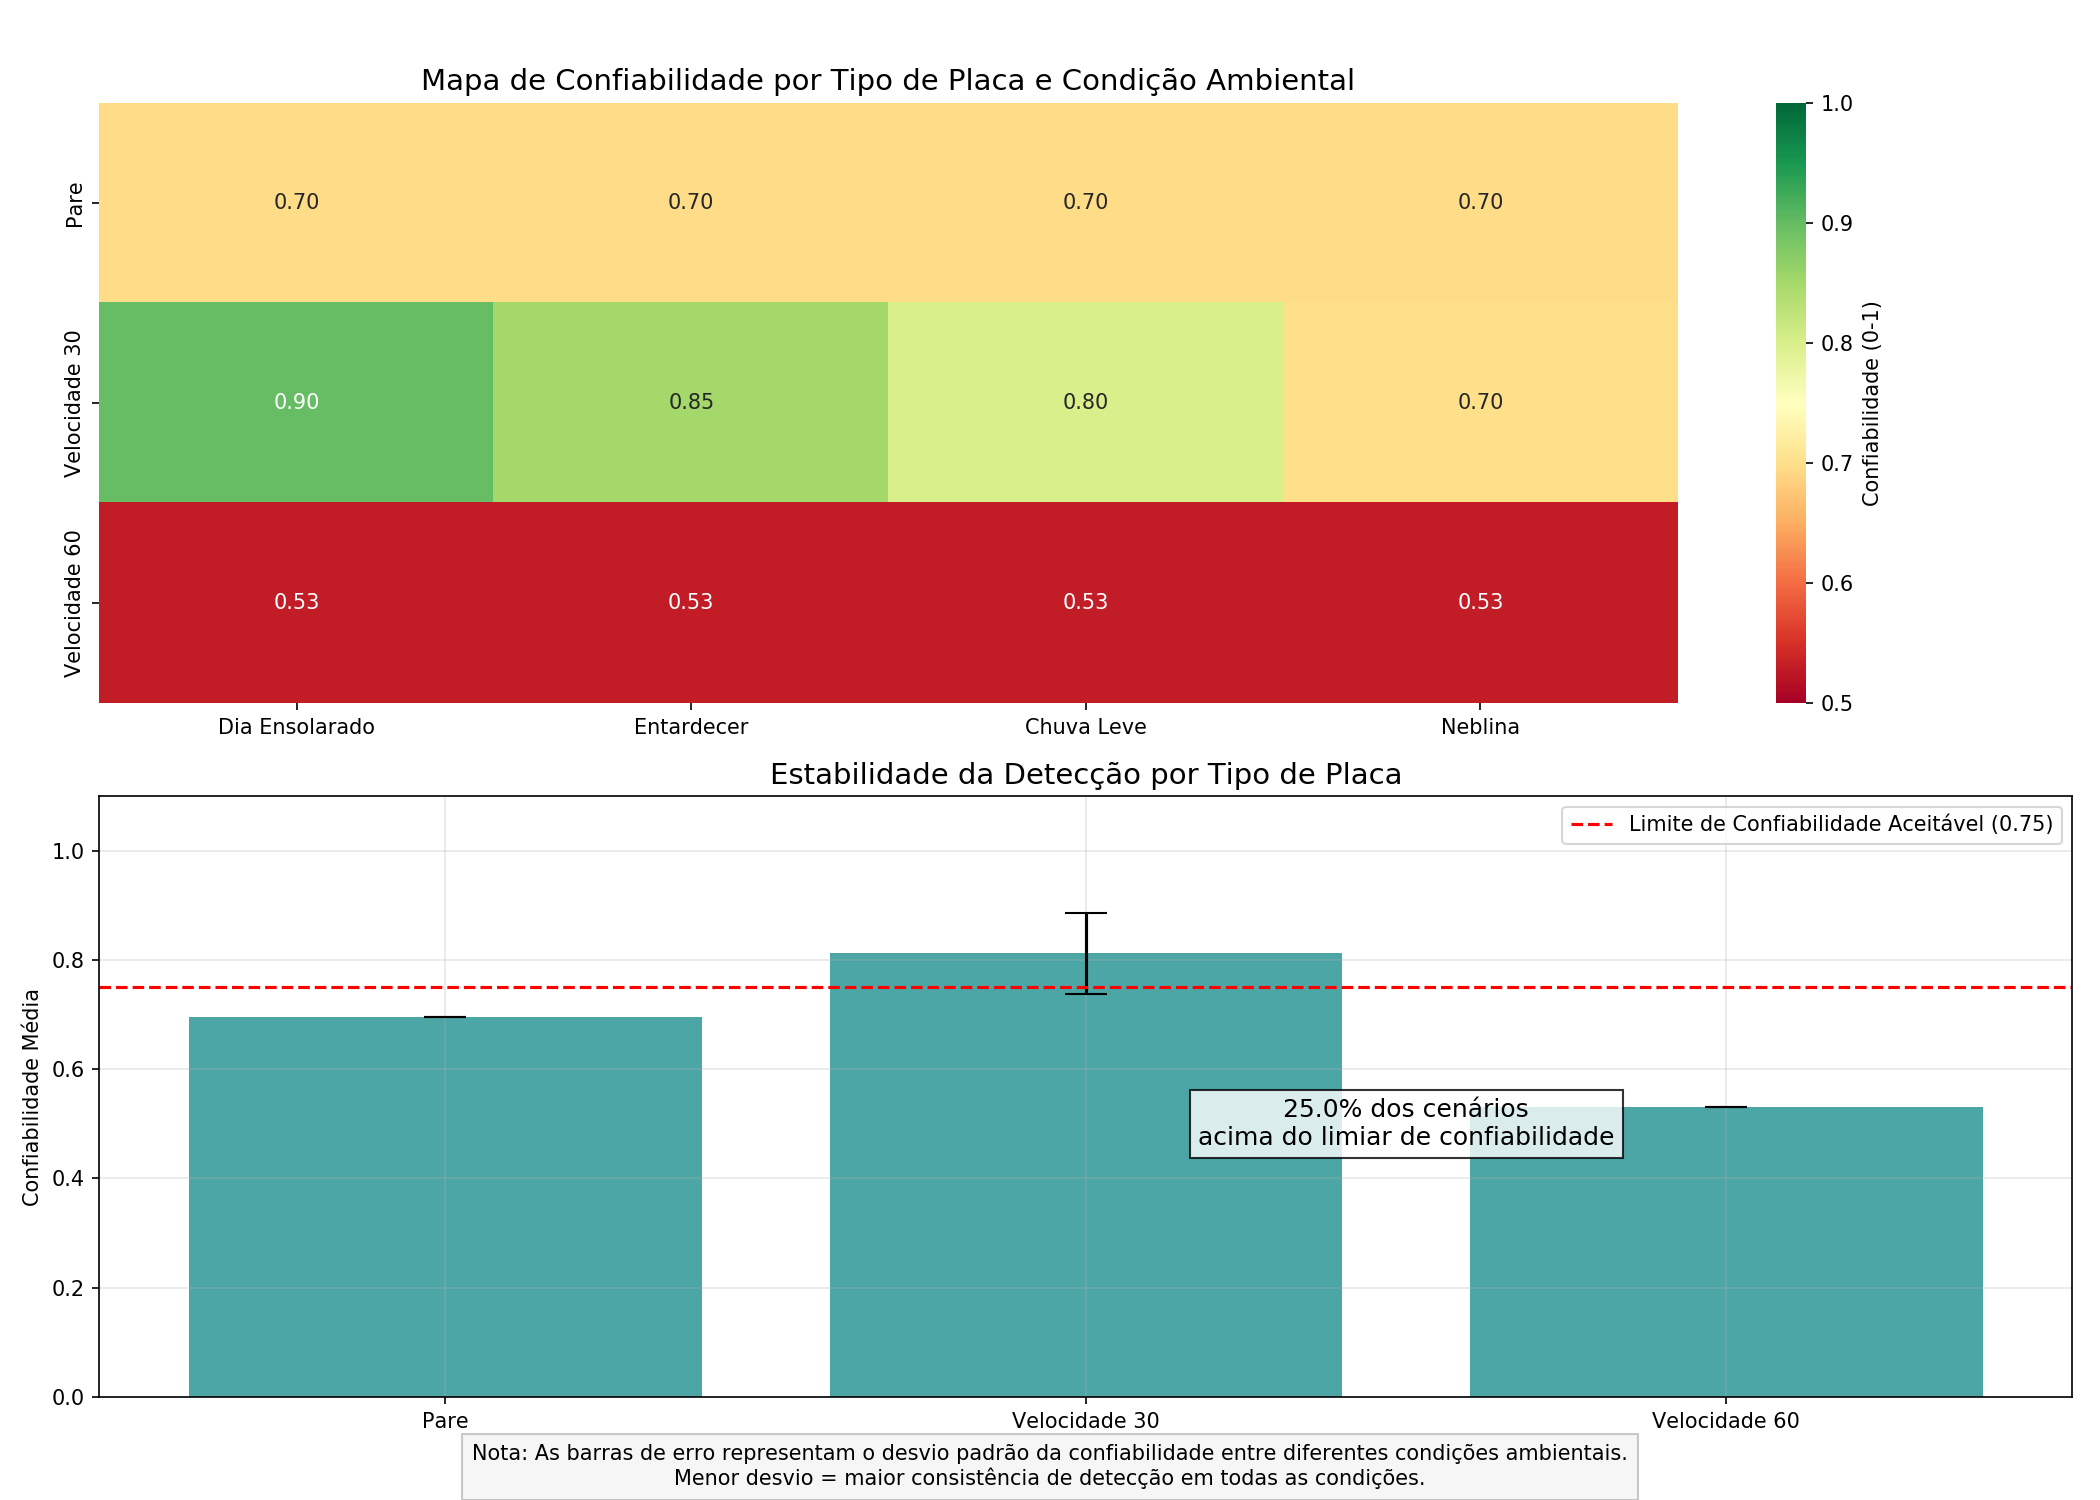 Mapa de Confiabilidade por Tipo de Placa e Condição Ambiental
Pare
0.70 0.70 0.70 0.70
Velocidade 30
0.90 0.85 0.80 0.70
Velocidade 60
0.53 0.53 0.53 0.53
Dia Ensolarado Entardecer Chuva Leve Neblina
1.0
0.9
0.8
0.7
0.6
0.5
Confiabilidade (0-1)
Estabilidade da Detecção por Tipo de Placa
Limite de Confiabilidade Aceitável (0.75)
Confiabilidade Média
1.0
0.8
0.6
0.4
0.2
0.0
25.0% dos cenários
acima do limiar de confiabilidade
Pare Velocidade 30 Velocidade 60
Nota: As barras de erro representam o desvio padrão da confiabilidade entre diferentes condições ambientais.
Menor desvio = maior consistência de detecção em todas as condições.